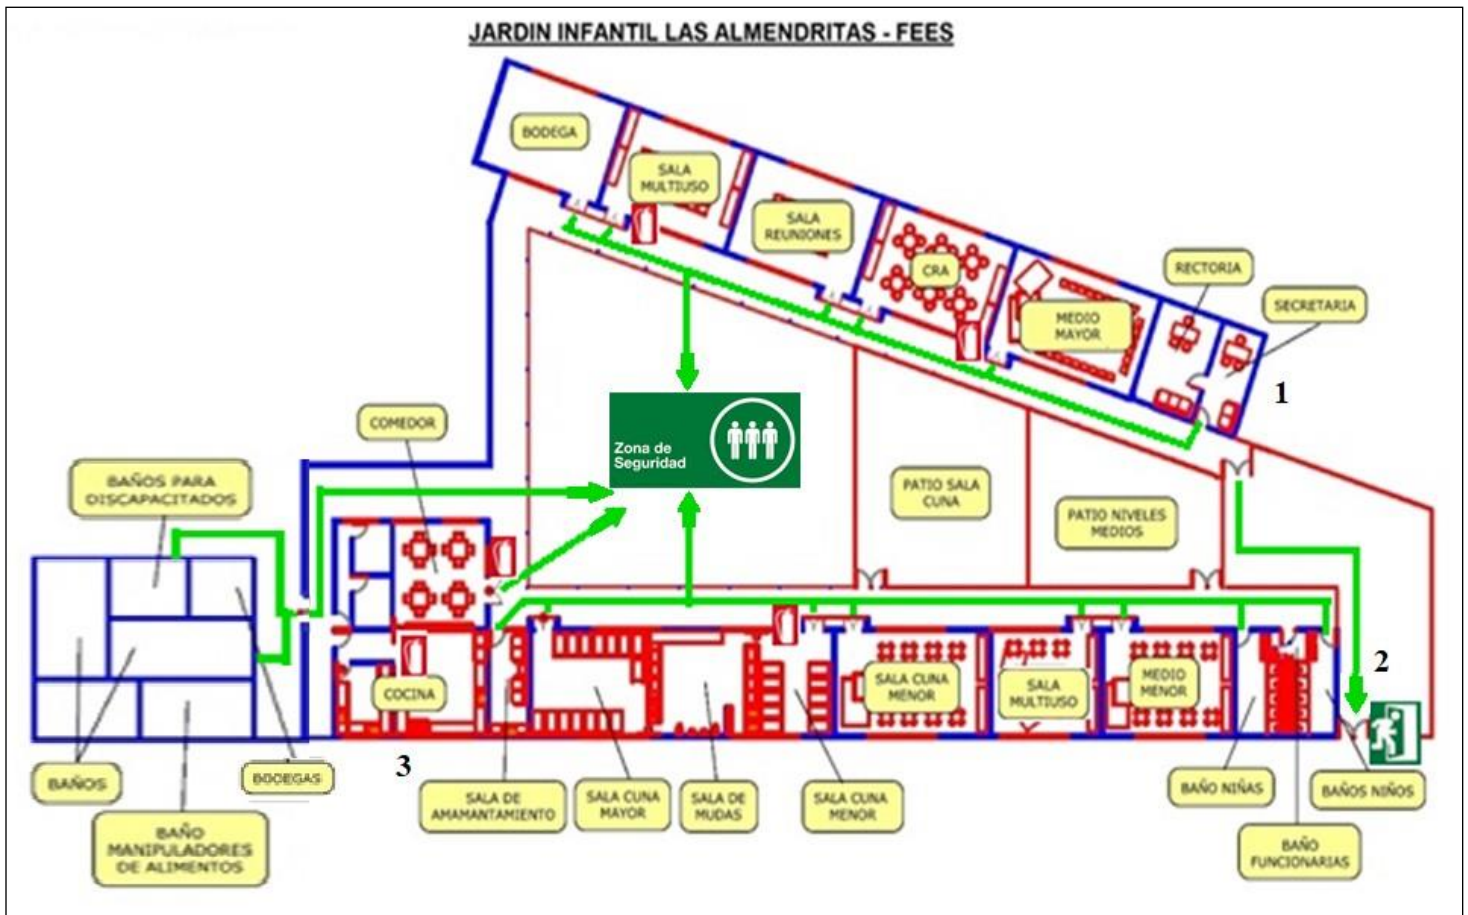 JARDIN INFANTIL LAS ALMENDRITAS - FEES
BODEGA
SALA
MULTIUSO
SALA
REUNIONES
CRA
MEDIO
MAYOR
RECTORIA
SECRETARIA
1
COMEDOR
Zona de
Seguridad
BAÑOS PARA
DISCAPACITADOS
PATIO SALA
CUNA
PATIO NIVELES
MEDIOS
COCINA
SALA CUNA
MENOR
SALA
MULTIUSO
MEDIO
MENOR
2
3
BAÑOS
BODEGAS
BAÑO
MANIPULADORES
DE ALIMENTOS
SALA DE
AMAMANTAMIENTO
SALA CUNA
MAYOR
SALA DE
MUDAS
SALA CUNA
MENOR
BAÑO NIÑAS
BAÑOS NIÑOS
BAÑO
FUNCIONARIAS